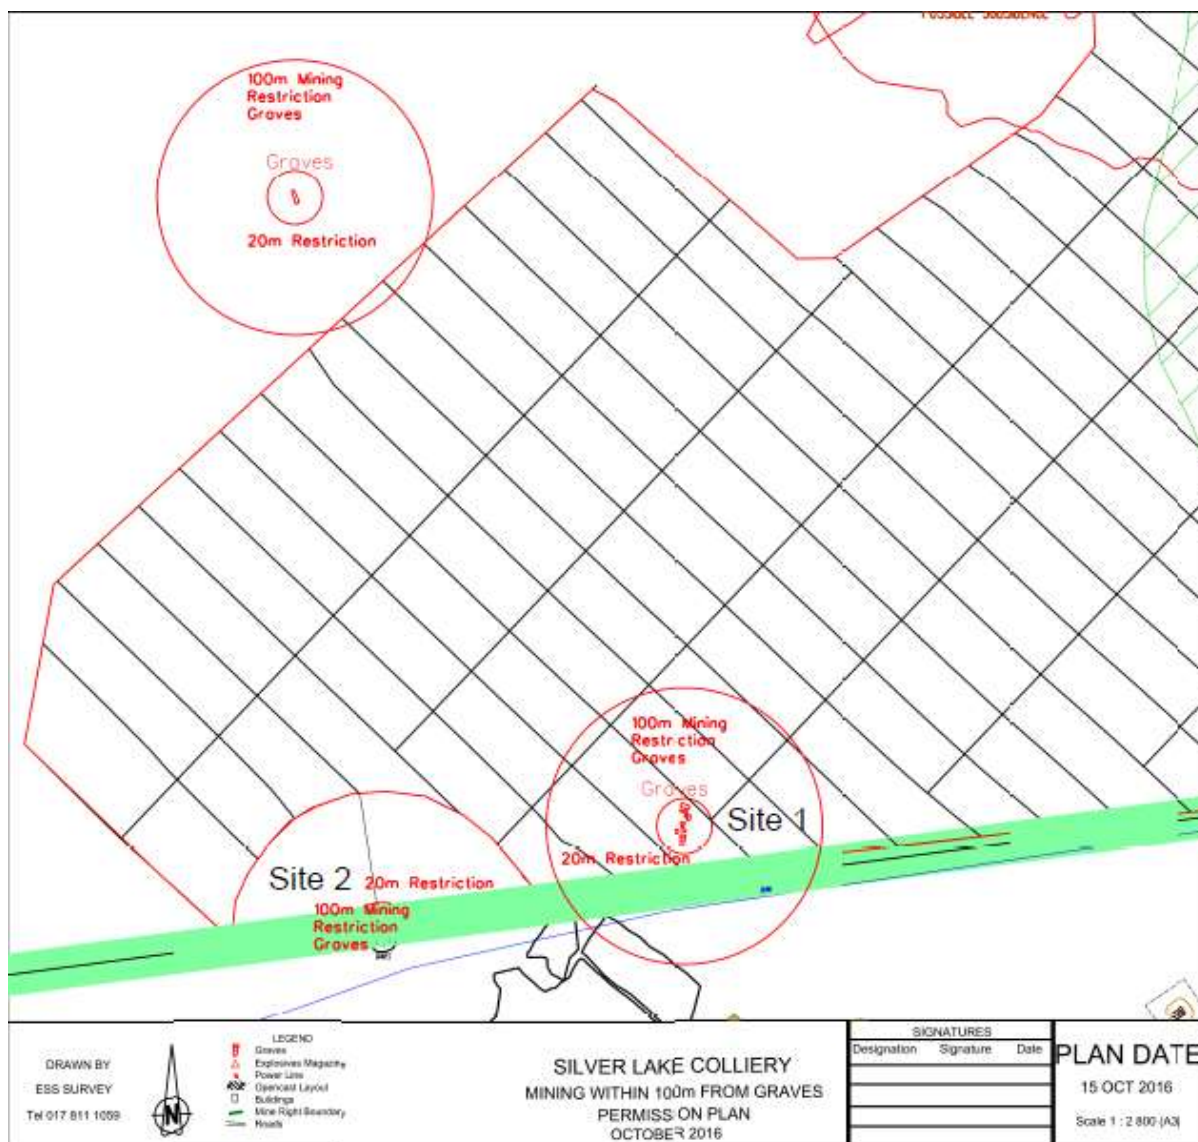 POSSIBLE SUBSIDENCE
100m Mining
Restriction
Graves
Graves
20m Restriction
100m Mining
Restriction
Graves
Graves
Site 1
20m Restriction
Site 2
20m Restriction
100m Mining
Restriction
Graves
DRAWN BY
ESS SURVEY
Tel 017 811 1059
N
LEGEND
Graves
Explosives Magazine
Power Line
Opencast Layout
Buildings
Mine Right Boundary
Roads
SILVER LAKE COLLIERY
MINING WITHIN 100m FROM GRAVES
PERMISSION PLAN
OCTOBER 2016
SIGNATURES
Designation Signature Date
PLAN DATE
15 OCT 2016
Scale 1 : 2 800 (A3)